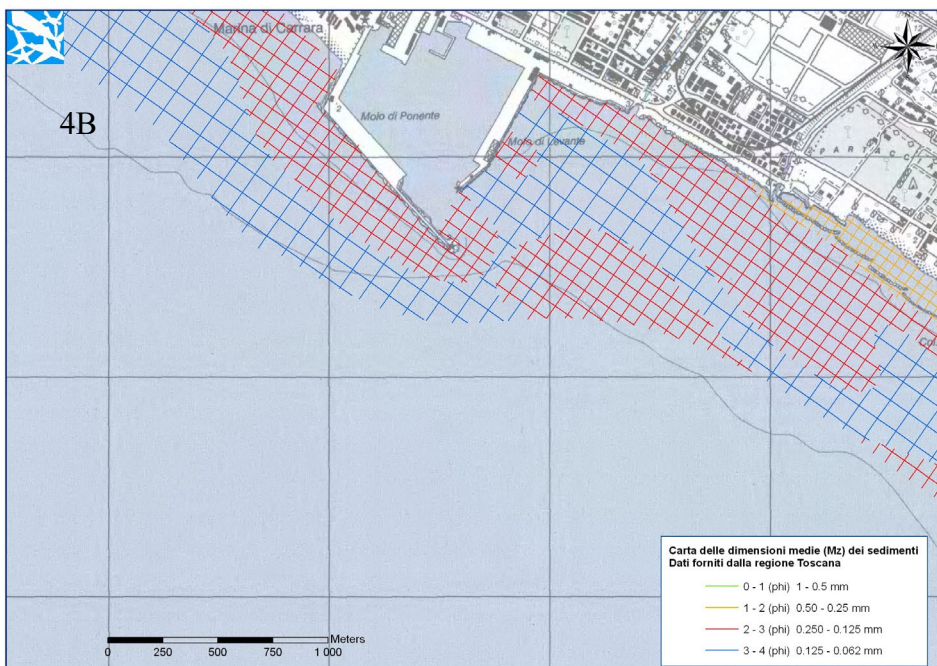 Marina di Carrara
4B
Molo di Ponente
Molo di Levante
PARTACC
Carta delle dimensioni medie (Mz) dei sedimenti
Dati forniti dalla regione Toscana
0 - 1 (phi) 1 - 0.5 mm
1 - 2 (phi) 0.50 - 0.25 mm
2 - 3 (phi) 0.250 - 0.125 mm
3 - 4 (phi) 0.125 - 0.062 mm
Meters
0 250 500 750 1 000